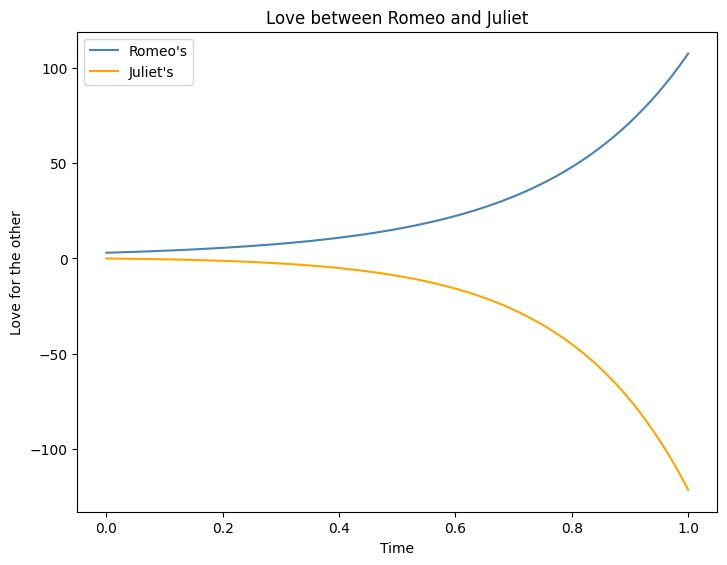 Love between Romeo and Juliet
Romeo's
Juliet's
100
50
0
−50
−100
Love for the other
0.0 0.2 0.4 0.6 0.8 1.0
Time